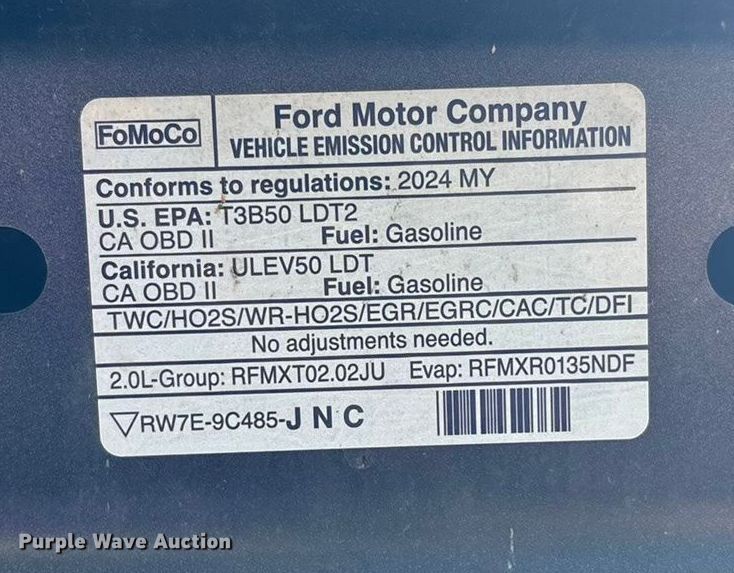 FoMoCo
Ford Motor Company
VEHICLE EMISSION CONTROL INFORMATION
Conforms to regulations: 2024 MY
U.S. EPA: T3B50 LDT2
CA OBD II Fuel: Gasoline
California: ULEV50 LDT
CA OBD II Fuel: Gasoline
TWC/HO2S/WR-HO2S/EGR/EGRC/CAC/TC/DFI
No adjustments needed.
2.0L-Group: RFMXT02.02JU Evap: RFMXR0135NDF
▽RW7E-9C485-J N C
Purple Wave Auction